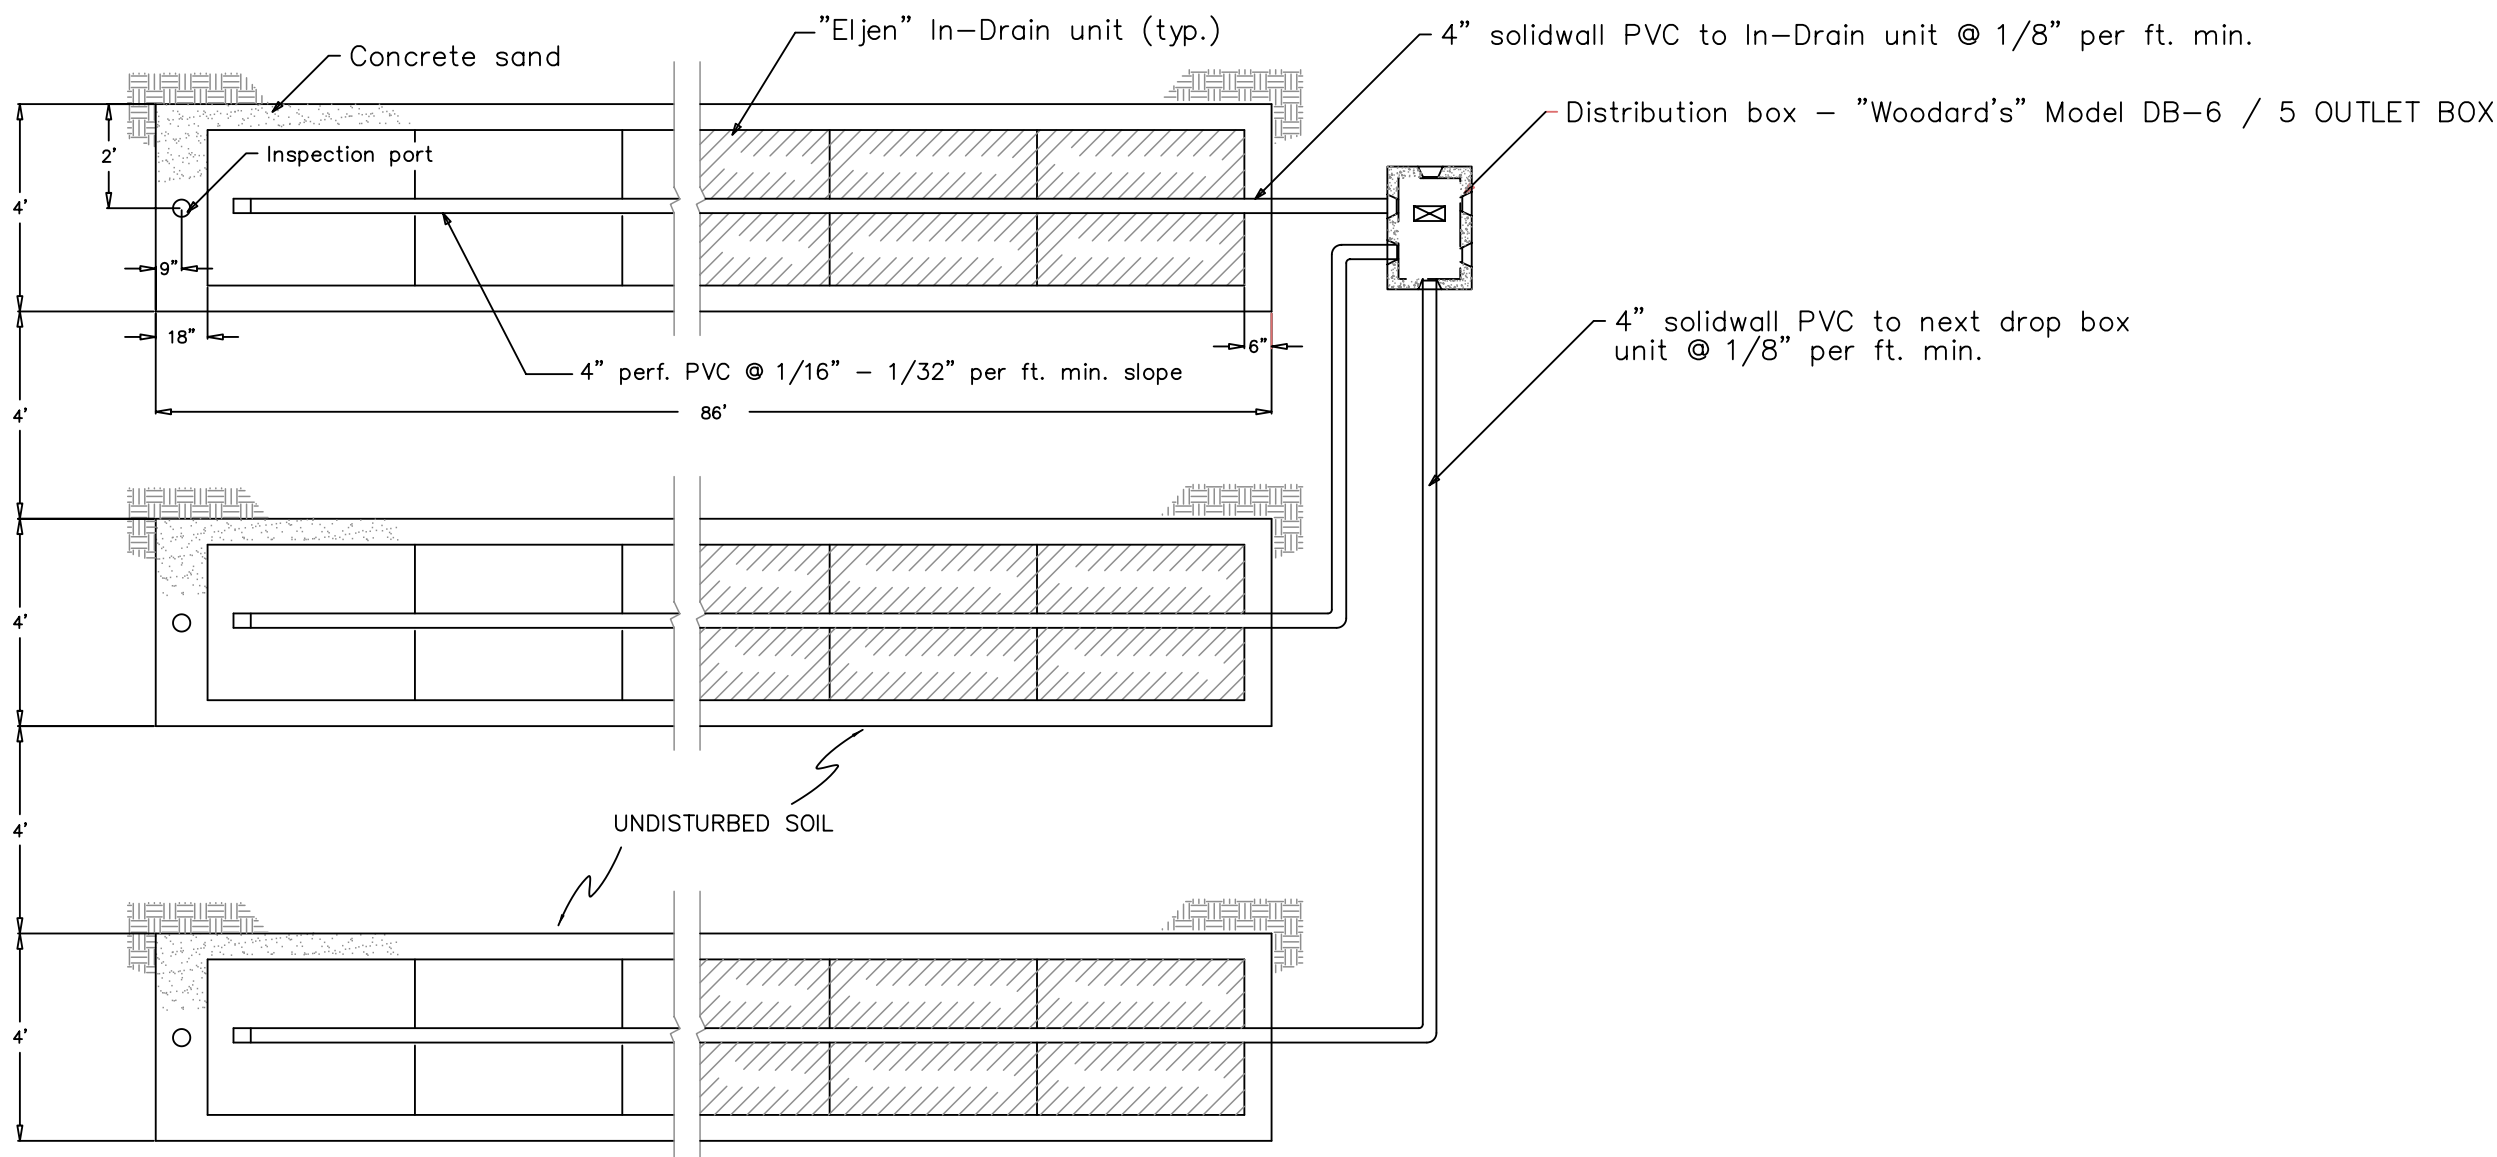 ”Eljen” In–Drain unit (typ.)
4” solidwall PVC to In–Drain unit @ 1/8” per ft. min.
Concrete sand
Distribution box – ”Woodard's” Model DB–6 / 5 OUTLET BOX
2'
Inspection port
4'
9”
18”
6”
4” solidwall PVC to next drop box
unit @ 1/8” per ft. min.
4” perf. PVC @ 1/16” – 1/32” per ft. min. slope
4'
86'
4'
UNDISTURBED SOIL
4'
4'